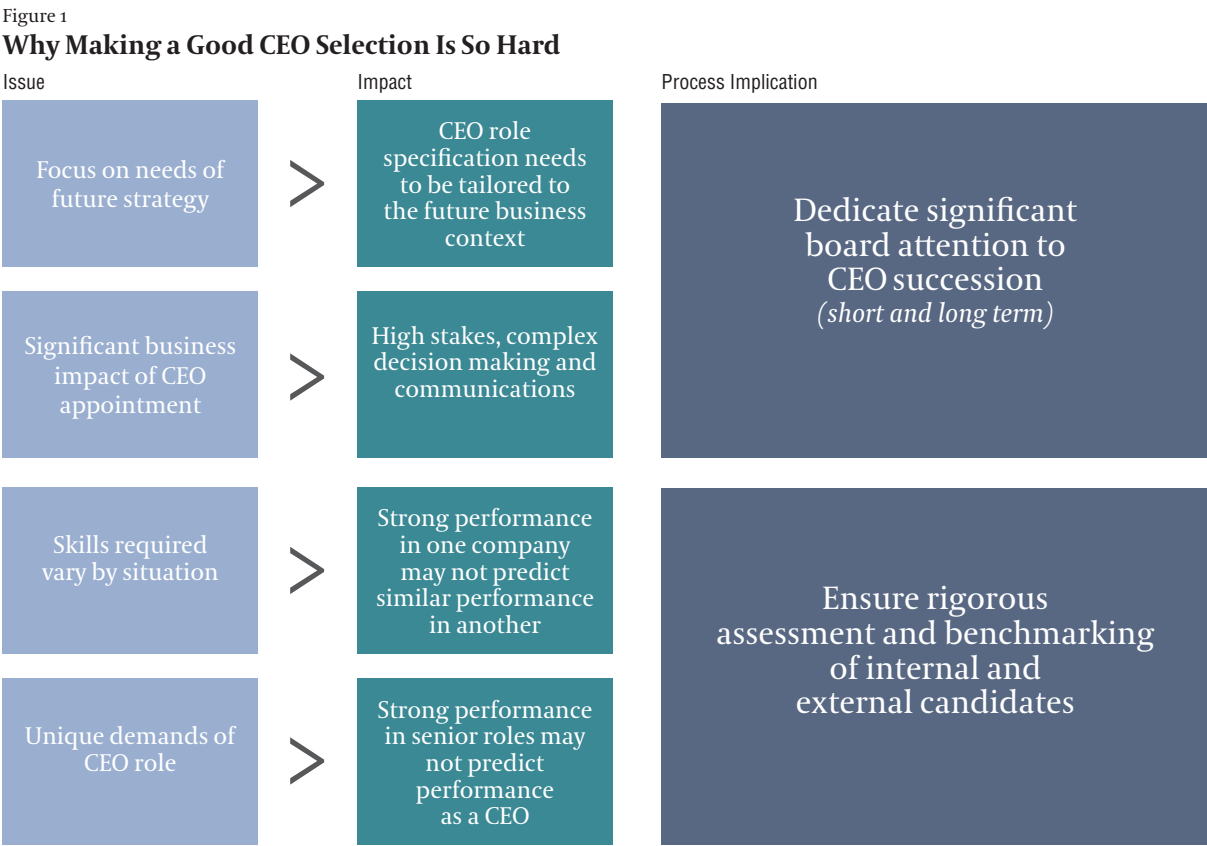 Figure 1
Why Making a Good CEO Selection Is So Hard
Issue
Impact
Process Implication
Focus on needs of
future strategy
>
CEO role
specification needs
to be tailored to
the future business
context
Dedicate significant
board attention to
CEO succession
(short and long term)
Significant business
impact of CEO
appointment
>
High stakes, complex
decision making and
communications
Skills required
vary by situation
>
Strong performance
in one company
may not predict
similar performance
in another
Ensure rigorous
assessment and benchmarking
of internal and
external candidates
Unique demands of
CEO role
>
Strong performance
in senior roles may
not predict
performance
as a CEO